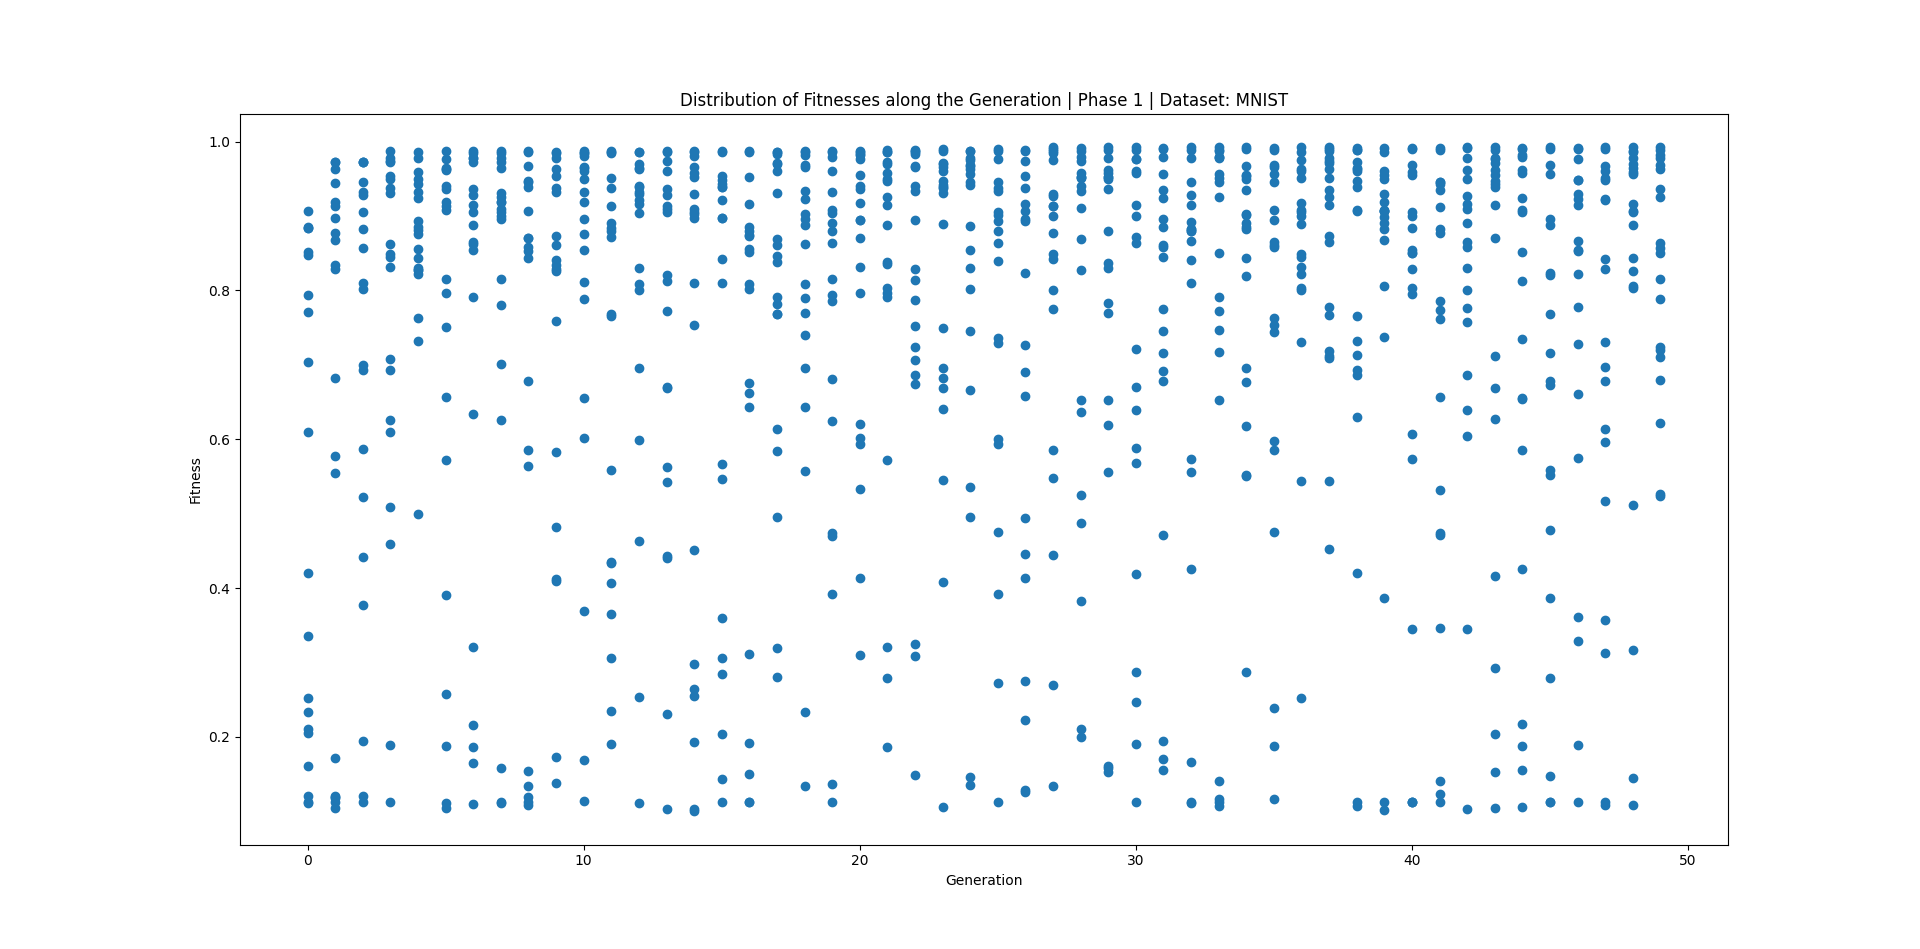 Distribution of Fitnesses along the Generation | Phase 1 | Dataset: MNIST
1.0
0.8
0.6
0.4
0.2
Fitness
0 10 20 30 40 50
Generation